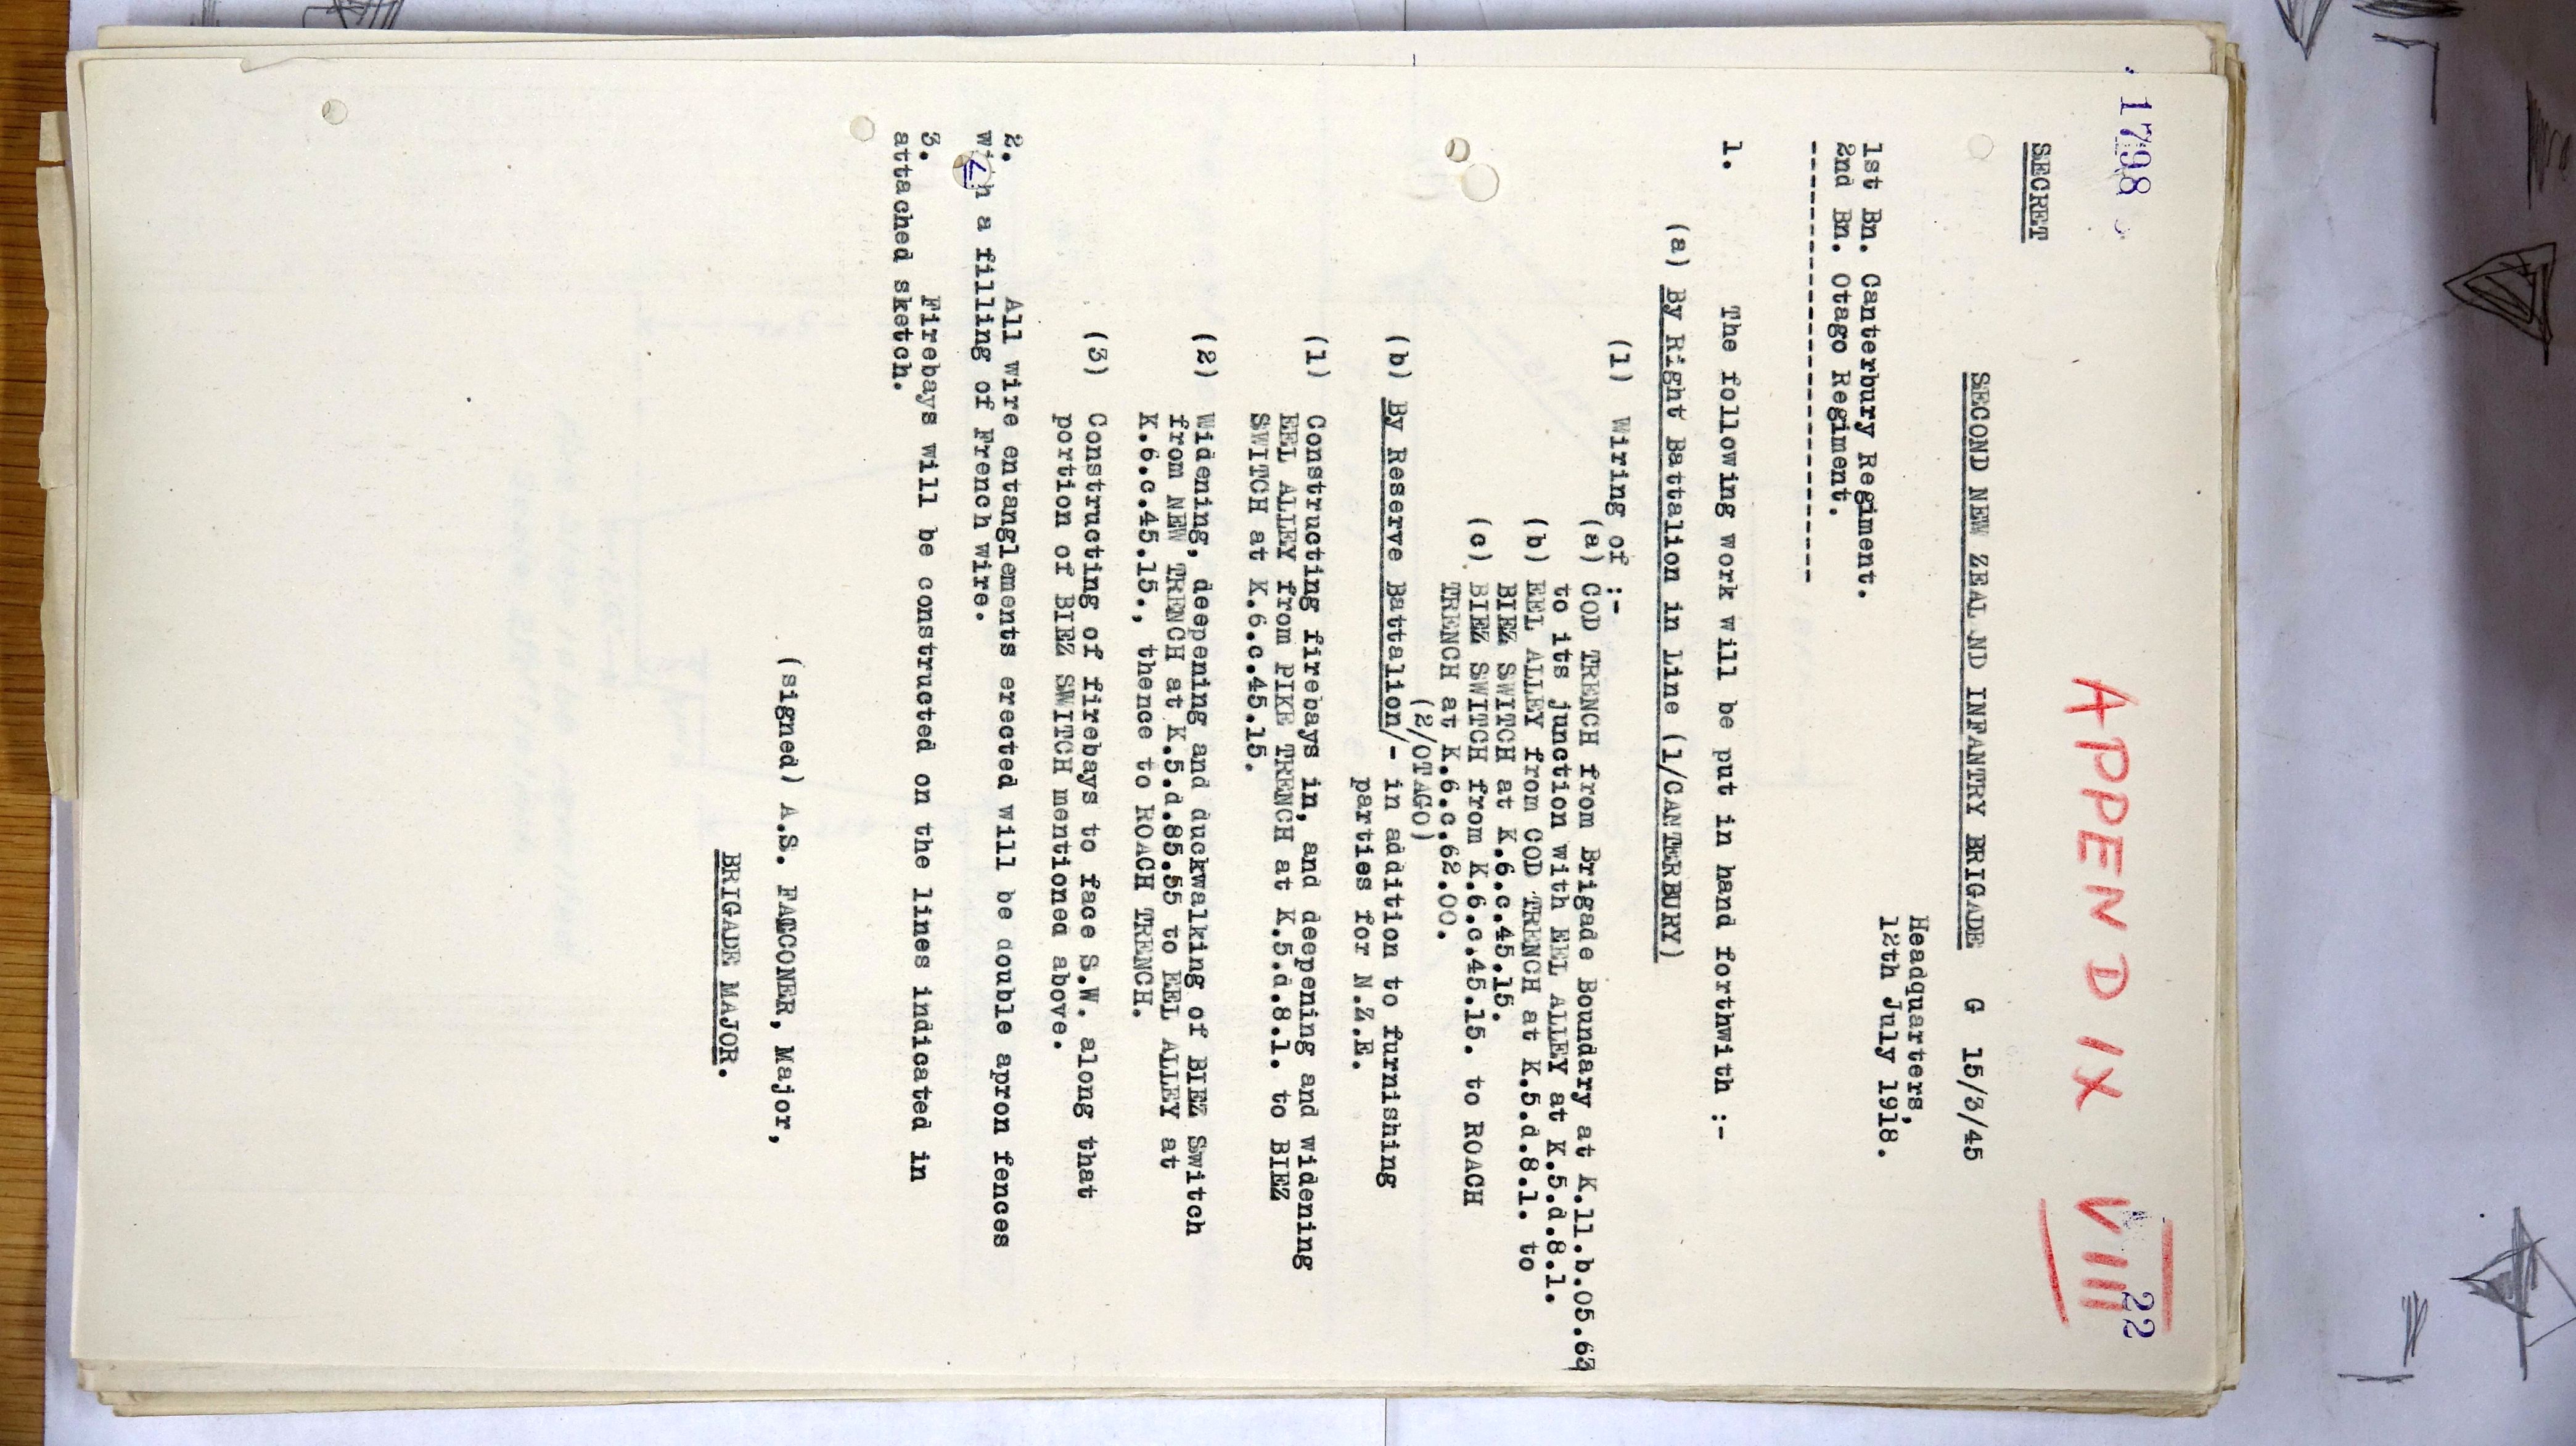 1798
22
APPENDIX VIII
SECRET
SECOND NEW ZEAL ND INFANTRY BRIGADE G 15/3/45
Headquarters,
12th July 1918.
1st Bn. Canterbury Regiment.
2nd Bn. Otago Regiment.
--------------------------------
1. The following work will be put in hand forthwith :-
(a) By Right Battalion in Line (1/CANTERBURY)
(1) Wiring of :-
(a) COD TRENCH from Brigade Boundary at K.11.b.05.63
to its junction with EEL ALLEY at K.5.d.8.1.
(b) EEL ALLEY from COD TRENCH at K.5.d.8.1. to
BIEZ SWITCH at K.6.c.45.15.
(c) BIEZ SWITCH from K.6.c.45.15. to ROACH
TRENCH at K.6.c.62.00.
(2/OTAGO)
(b) By Reserve Battalion/- in addition to furnishing
parties for N.Z.E.
(1) Constructing firebays in, and deepening and widening
EEL ALLEY from PIKE TRENCH at K.5.d.8.1. to BIEZ
SWITCH at K.6.c.45.15.
(2) Widening, deepening and duckwalking of BIEZ Switch
from NEW TRENCH at K.5.d.85.55 to EEL ALLEY at
K.6.c.45.15., thence to ROACH TRENCH.
(3) Constructing of firebays to face S.W. along that
portion of BIEZ SWITCH mentioned above.
2. All wire entanglements erected will be double apron fences
with a filling of French wire.
3. Firebays will be constructed on the lines indicated in
attached sketch.
(signed) A.S. FALCONER, Major,
BRIGADE MAJOR.